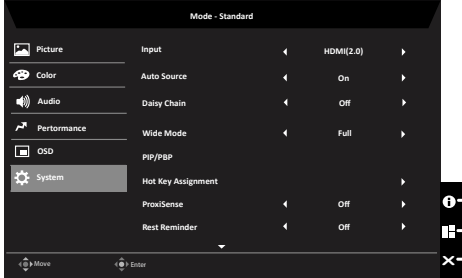 Mode - Standard
Picture
Input HDMI(2.0)
Color
Auto Source On
Audio
Daisy Chain Off
Pertormance
Wide Mode Full
OSD
PIP/PBP
System
Hot Key Assignment
ProxiSense Off
Rest Reminder Off
Move Enter